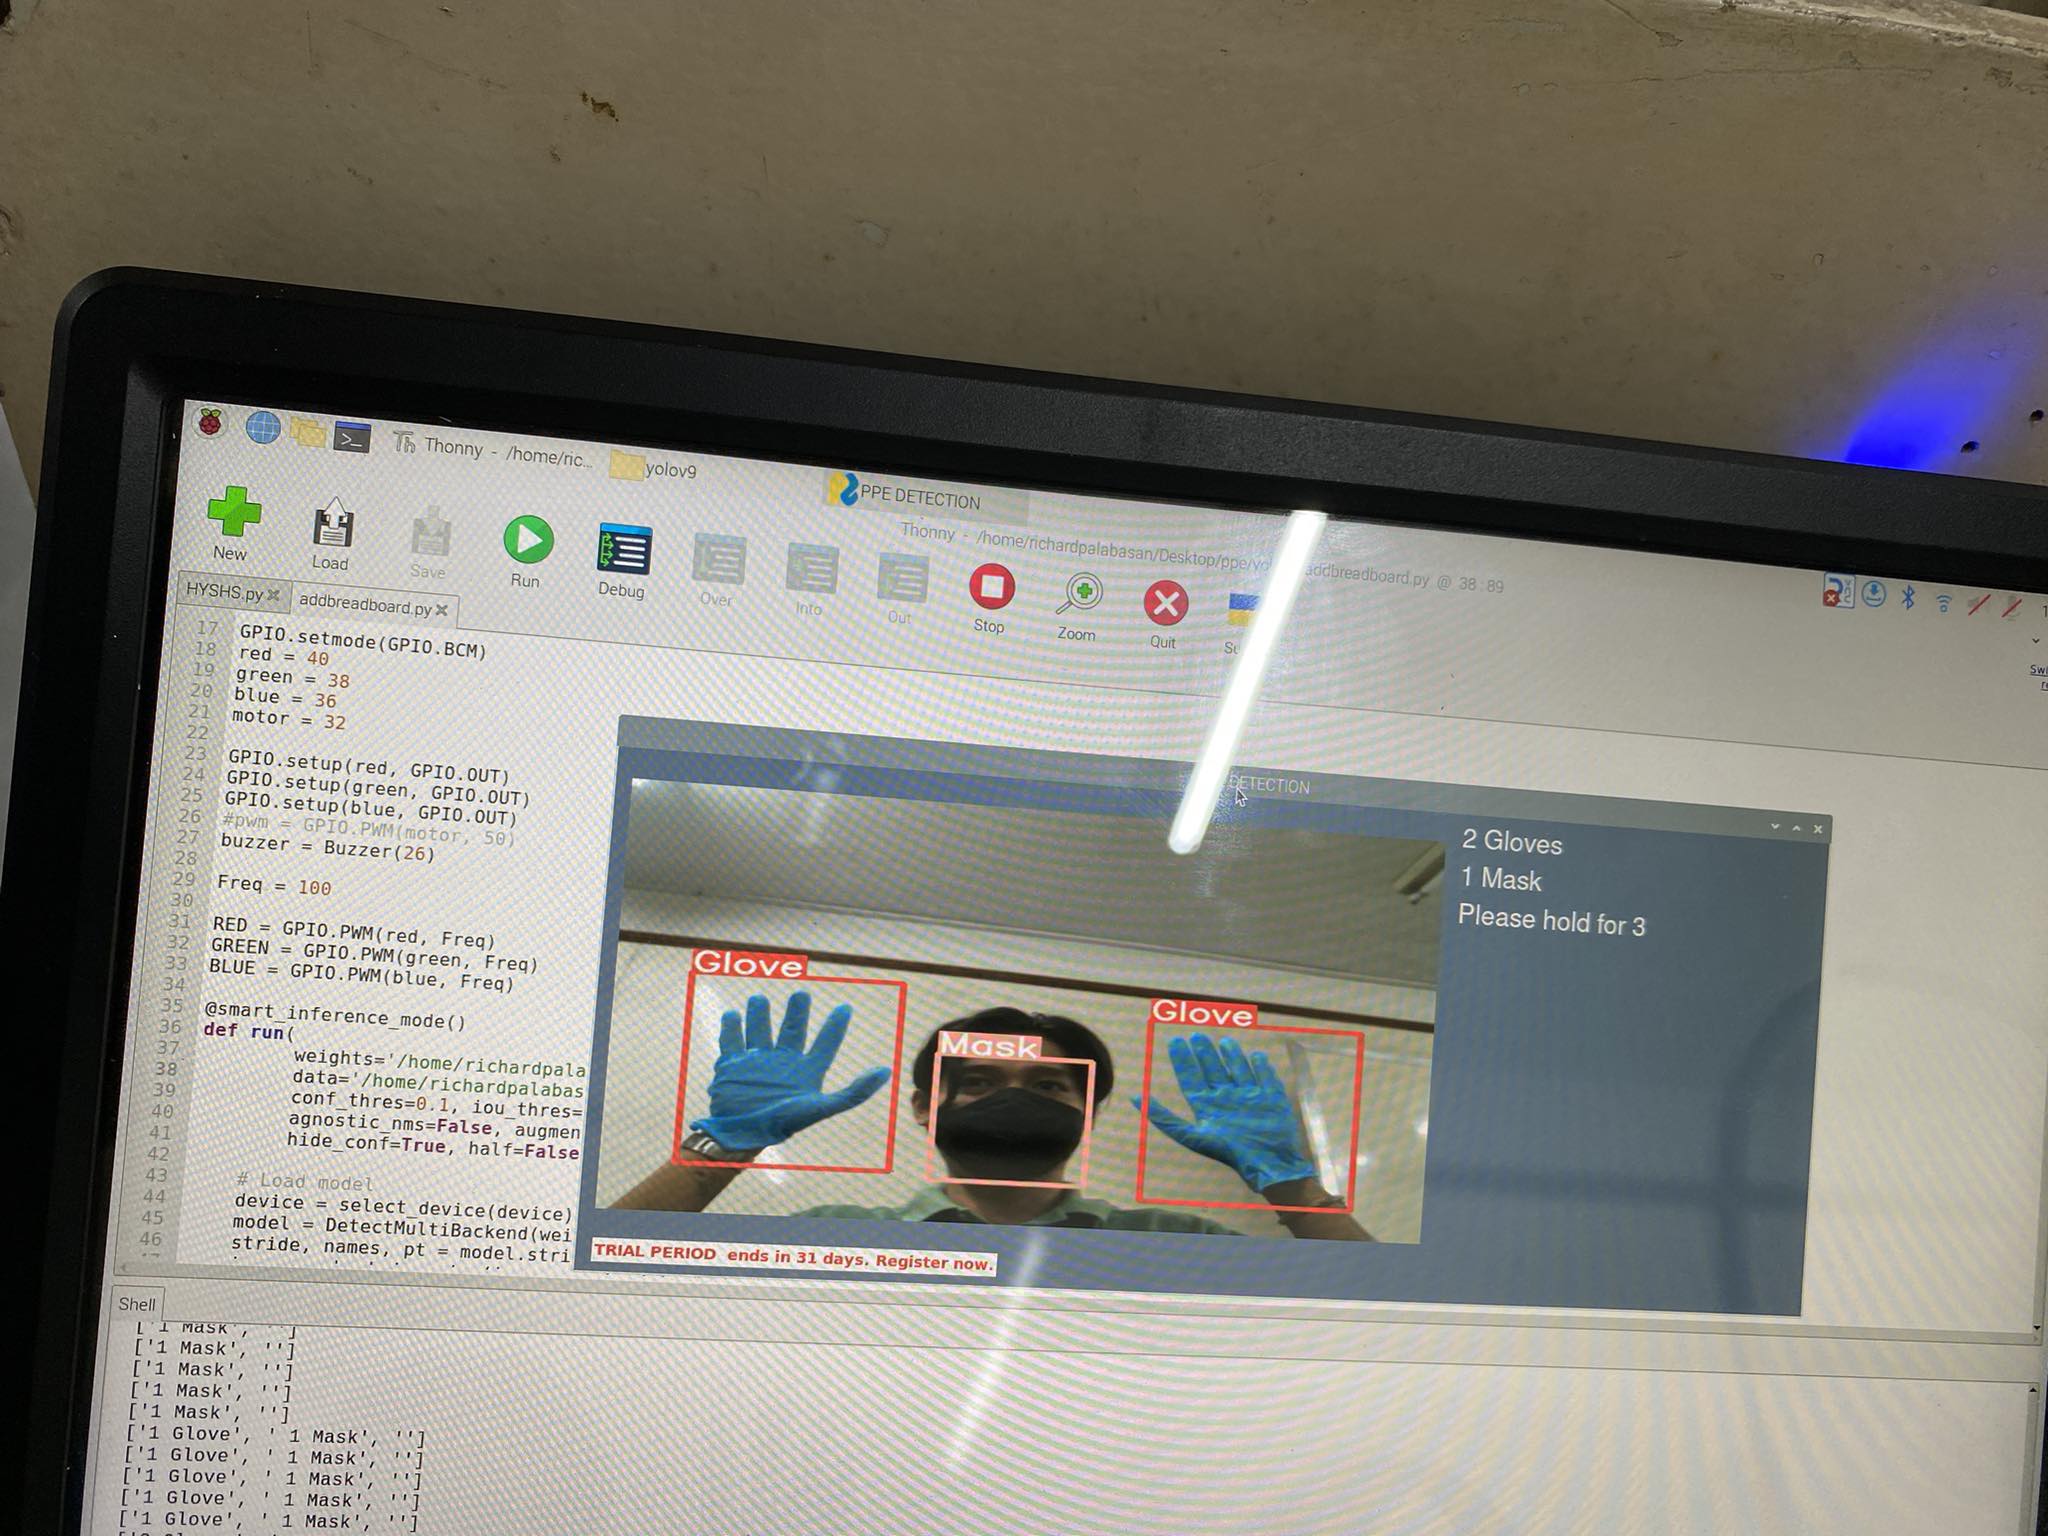 Thonny - /home/ric...
yolov9
PPE DETECTION
Thonny - /home/richardpalabasan/Desktop/ppe/yo
addbreadboard.py @ 38 : 89
New
Load
Save
Run
Debug
Over
Into
Out
Stop
Zoom
Quit
HYSHS.py
addbreadboard.py
17 GPIO.setmode(GPIO.BCM)
18 red = 40
19 green = 38
20 blue = 36
21 motor = 32
22
23 GPIO.setup(red, GPIO.OUT)
24 GPIO.setup(green, GPIO.OUT)
25 GPIO.setup(blue, GPIO.OUT)
26 #pwm = GPIO.PWM(motor, 50)
27 buzzer = Buzzer(26)
28
29 Freq = 100
30
31 RED = GPIO.PWM(red, Freq)
32 GREEN = GPIO.PWM(green, Freq)
33 BLUE = GPIO.PWM(blue, Freq)
34
35 @smart_inference_mode()
36 def run(
37 weights='/home/richardpala
38 data='/home/richardpalabas
39 conf_thres=0.1, iou_thres=
40 agnostic_nms=False, augmen
41 hide_conf=True, half=False
42
43 # Load model
44 device = select_device(device)
45 model = DetectMultiBackend(wei
46 stride, names, pt = model.stri
DETECTION
2 Gloves
1 Mask
Please hold for 3
Glove
Mask
Glove
TRIAL PERIOD ends in 31 days. Register now.
Shell
['1 Mask', '']
['1 Mask', '']
['1 Mask', '']
['1 Mask', '']
['1 Mask', '']
['1 Glove', ' 1 Mask', '']
['1 Glove', ' 1 Mask', '']
['1 Glove', ' 1 Mask', '']
['1 Glove', ' 1 Mask', '']
['1 Glove', ' 1 Mask', '']